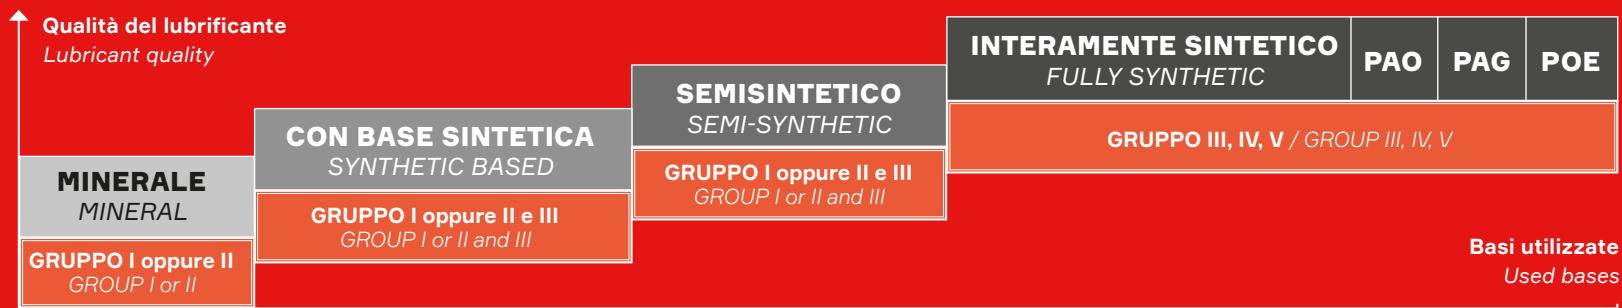 Qualità del lubrificante
Lubricant quality
MINERALE
MINERAL
GRUPPO I oppure II
GROUP I or II
CON BASE SINTETICA
SYNTHETIC BASED
GRUPPO I oppure II e III
GROUP I or II and III
SEMISINTETICO
SEMI-SYNTHETIC
GRUPPO I oppure II e III
GROUP I or II and III
INTERAMENTE SINTETICO
FULLY SYNTHETIC
PAO
PAG
POE
GRUPPO III, IV, V / GROUP III, IV, V
Basi utilizzate
Used bases